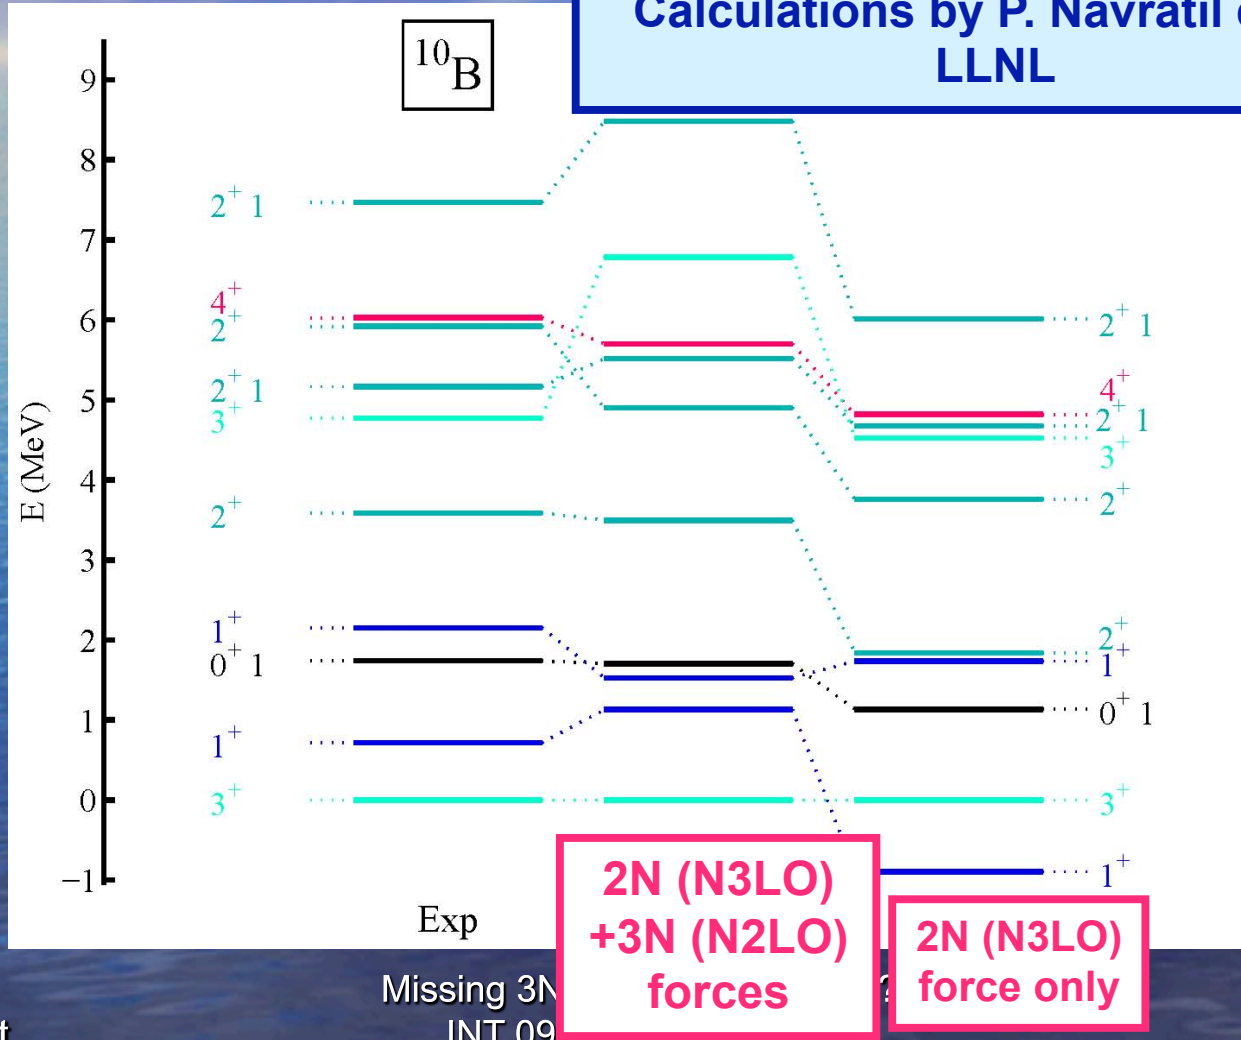 Calculations by P. Navratil
LLNL
¹⁰B
9
8
7
6
5
4
3
2
1
0
−1
E (MeV)
2⁺ 1
4⁺
2⁺
2⁺ 1
3⁺
2⁺
1⁺
0⁺ 1
1⁺
3⁺
2⁺ 1
4⁺
2⁺ 1
3⁺
2⁺
2⁺
1⁺
0⁺ 1
3⁺
1⁺
Exp
2N (N3LO)
+3N (N2LO)
forces
2N (N3LO)
force only
Missing 3N
INT 09